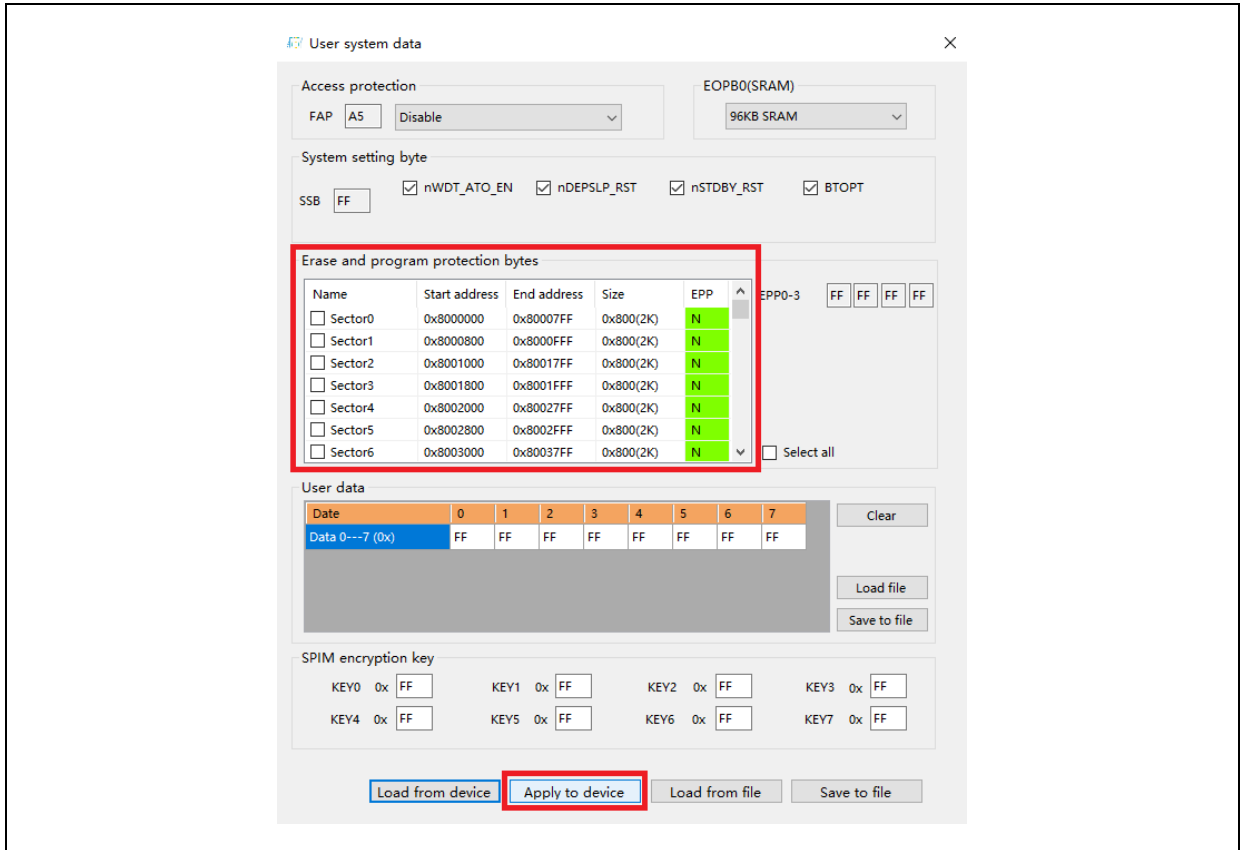 User system data
Access protection
FAP A5 Disable
EOPB0(SRAM)
96KB SRAM
System setting byte
SSB FF nWDT_ATO_EN nDEPSLP_RST nSTDBY_RST BTOPT
Erase and program protection bytes
Name Start address End address Size EPP
Sector0 0x8000000 0x80007FF 0x800(2K) N
Sector1 0x8000800 0x8000FFF 0x800(2K) N
Sector2 0x8001000 0x80017FF 0x800(2K) N
Sector3 0x8001800 0x8001FFF 0x800(2K) N
Sector4 0x8002000 0x80027FF 0x800(2K) N
Sector5 0x8002800 0x8002FFF 0x800(2K) N
Sector6 0x8003000 0x80037FF 0x800(2K) N
EPP0-3 FF FF FF FF
Select all
User data
Date 0 1 2 3 4 5 6 7
Data 0---7 (0x) FF FF FF FF FF FF FF FF
Clear
Load file
Save to file
SPIM encryption key
KEY0 0x FF KEY1 0x FF KEY2 0x FF KEY3 0x FF
KEY4 0x FF KEY5 0x FF KEY6 0x FF KEY7 0x FF
Load from device Apply to device Load from file Save to file